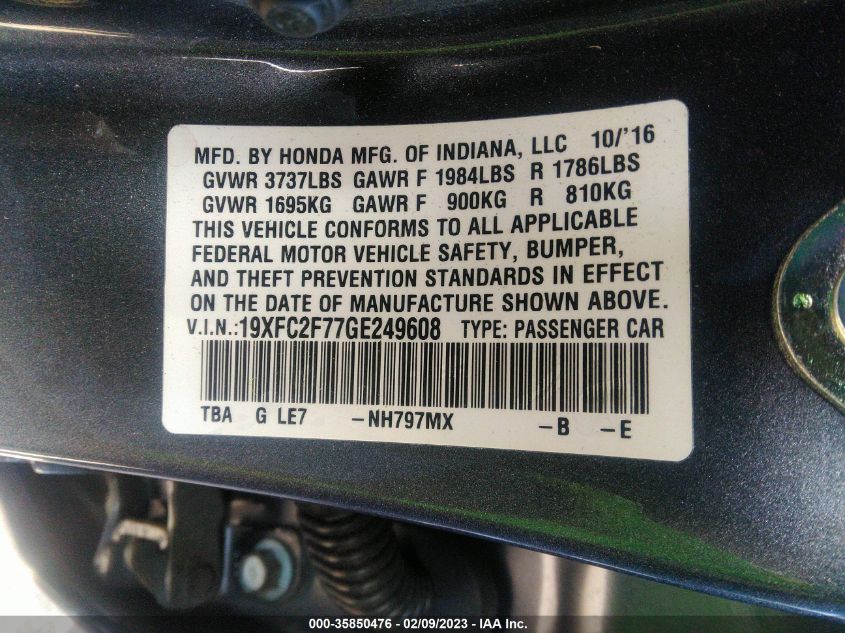 MFD. BY HONDA MFG. OF INDIANA, LLC 10/'16
GVWR 3737LBS GAWR F 1984LBS R 1786LBS
GVWR 1695KG GAWR F 900KG R 810KG
THIS VEHICLE CONFORMS TO ALL APPLICABLE
FEDERAL MOTOR VEHICLE SAFETY, BUMPER,
AND THEFT PREVENTION STANDARDS IN EFFECT
ON THE DATE OF MANUFACTURE SHOWN ABOVE.
V.I.N.:19XFC2F77GE249608 TYPE: PASSENGER CAR
TBA G LE7 -NH797MX -B -E
000-35850476 - 02/09/2023 - IAA Inc.